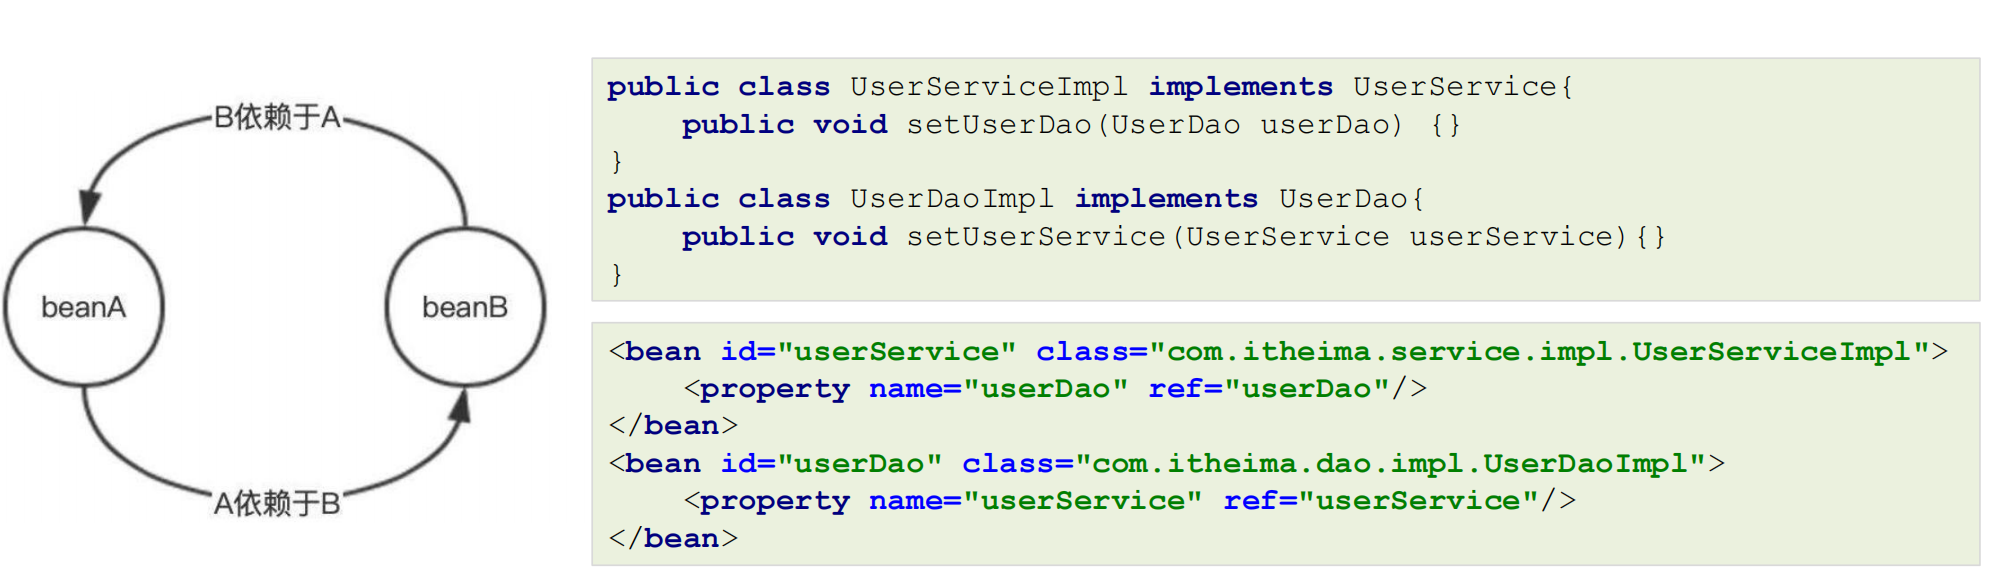 B依赖于A
beanA
beanB
A依赖于B
public class UserServiceImpl implements UserService{
    public void setUserDao(UserDao userDao) {}
}
public class UserDaoImpl implements UserDao{
    public void setUserService(UserService userService){}
}
<bean id="userService" class="com.itheima.service.impl.UserServiceImpl">
    <property name="userDao" ref="userDao"/>
</bean>
<bean id="userDao" class="com.itheima.dao.impl.UserDaoImpl">
    <property name="userService" ref="userService"/>
</bean>